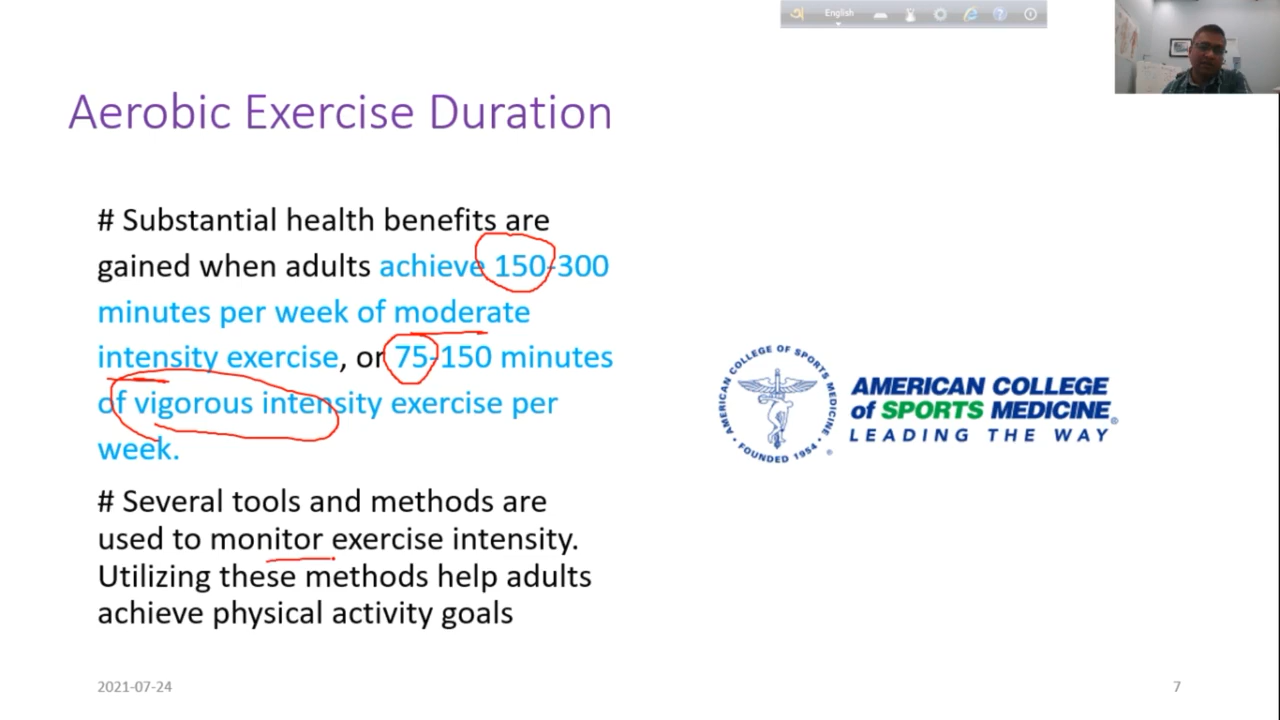 অ English
Aerobic Exercise Duration
# Substantial health benefits are
gained when adults achieve 150-300
minutes per week of moderate
intensity exercise, or 75-150 minutes
of vigorous intensity exercise per
week.
# Several tools and methods are
used to monitor exercise intensity.
Utilizing these methods help adults
achieve physical activity goals
AMERICAN COLLEGE OF SPORTS MEDICINE
• FOUNDED 1954 •
AMERICAN COLLEGE
of SPORTS MEDICINE®
LEADING THE WAY
2021-07-24
7